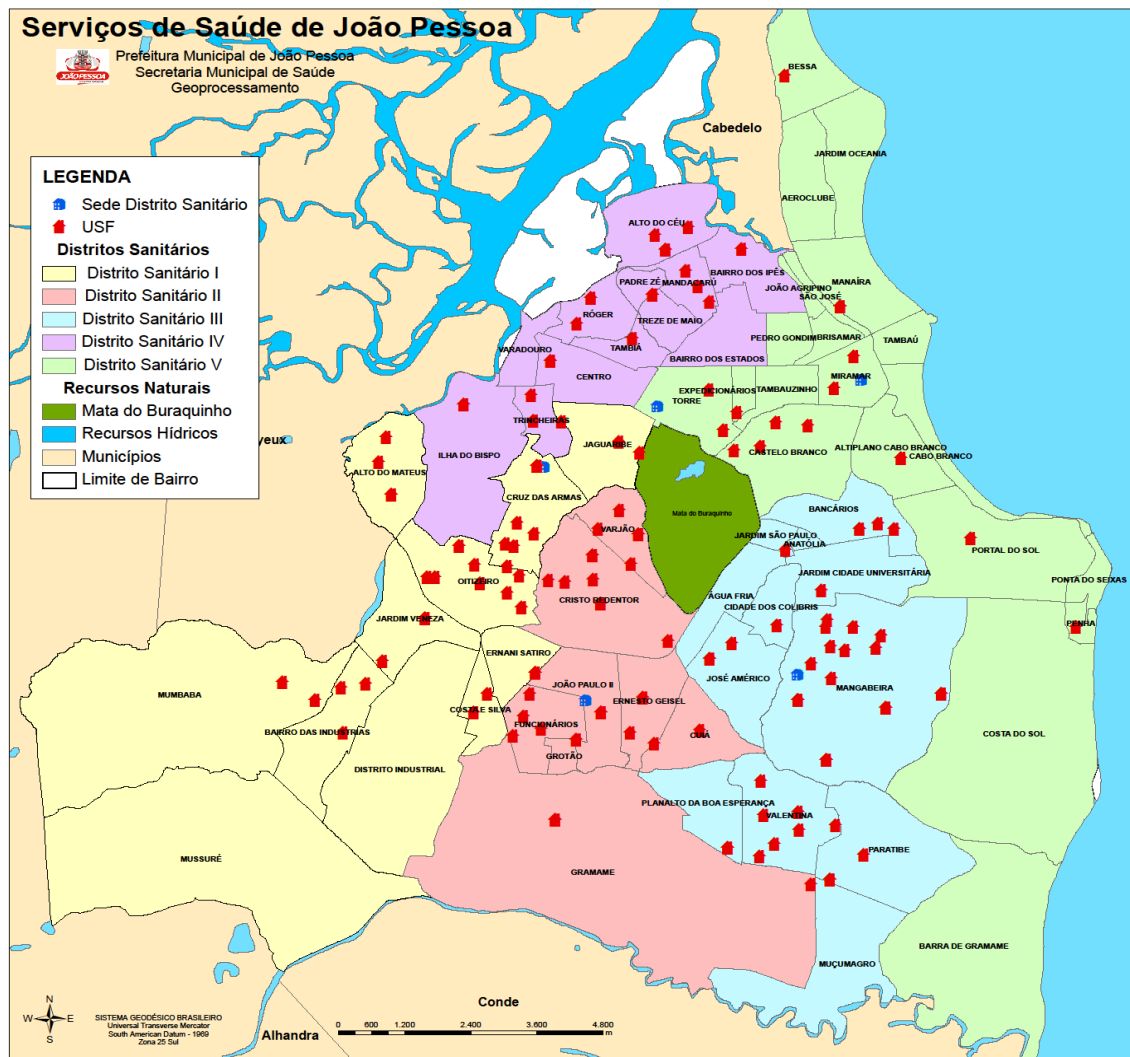 Serviços de Saúde de João Pessoa
JOÃO PESSOA
Prefeitura Municipal de João Pessoa
Secretaria Municipal de Saúde
Geoprocessamento
LEGENDA
Sede Distrito Sanitário
USF
Distritos Sanitários
Distrito Sanitário I
Distrito Sanitário II
Distrito Sanitário III
Distrito Sanitário IV
Distrito Sanitário V
Recursos Naturais
Mata do Buraquinho
Recursos Hídricos
Municípios
Limite de Bairro
yeux
Cabedelo
BESSA
JARDIM OCEANIA
AEROCLUBE
ALTO DO CÉU
BAIRRO DOS IPÊS
PADRE ZÉ
MANDACARÚ
JOÃO AGRIPINO
SÃO JOSÉ
MANAÍRA
RÓGER
TREZE DE MAIO
TAMBIÁ
PEDRO GONDIM
BRISAMAR
TAMBAÚ
VARADOURO
BAIRRO DOS ESTADOS
CENTRO
MIRAMAR
EXPEDICIONÁRIOS
TAMBAUZINHO
TORRE
TRINCHEIRAS
JAGUARIBE
ILHA DO BISPO
ALTO DO MATEUS
CASTELO BRANCO
ALTIPLANO CABO BRANCO
CABO BRANCO
CRUZ DAS ARMAS
Mata do Buraquinho
BANCÁRIOS
VARJÃO
JARDIM SÃO PAULO
ANATÓLIA
PORTAL DO SOL
JARDIM CIDADE UNIVERSITÁRIA
PONTA DO SEIXAS
OITIZEIRO
CRISTO REDENTOR
ÁGUA FRIA
CIDADE DOS COLIBRIS
JARDIM VENEZA
PENHA
ERNANI SATIRO
JOSÉ AMÉRICO
MUMBABA
JOÃO PAULO II
MANGABEIRA
ERNESTO GEISEL
COSTA E SILVA
FUNCIONÁRIOS
CUIÁ
BAIRRO DAS INDUSTRIAS
COSTA DO SOL
GROTÃO
DISTRITO INDUSTRIAL
PLANALTO DA BOA ESPERANÇA
VALENTINA
PARATIBE
MUSSURÉ
GRAMAME
BARRA DE GRAMAME
MUÇUMAGRO
Conde
Alhandra
N
W
E
S
SISTEMA GEODÉSICO BRASILEIRO
Universal Transverse Mercator
South American Datum - 1969
Zona 25 Sul
0 600 1.200 2.400 3.600 4.800
m